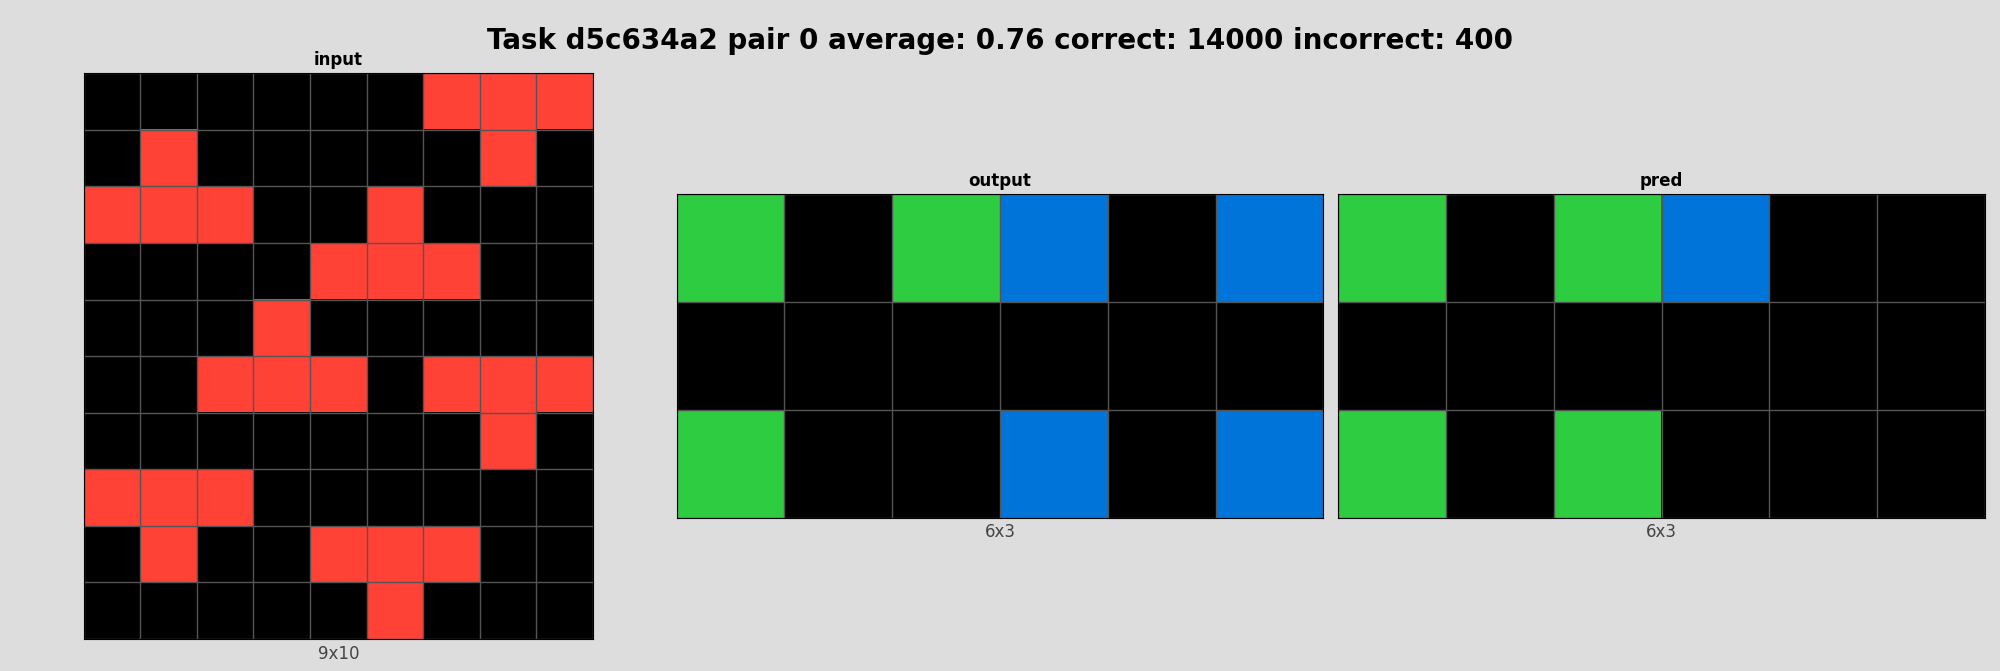 Task d5c634a2 pair 0 average: 0.76 correct: 14000 incorrect: 400
input
output
pred
6x3
6x3
9x10